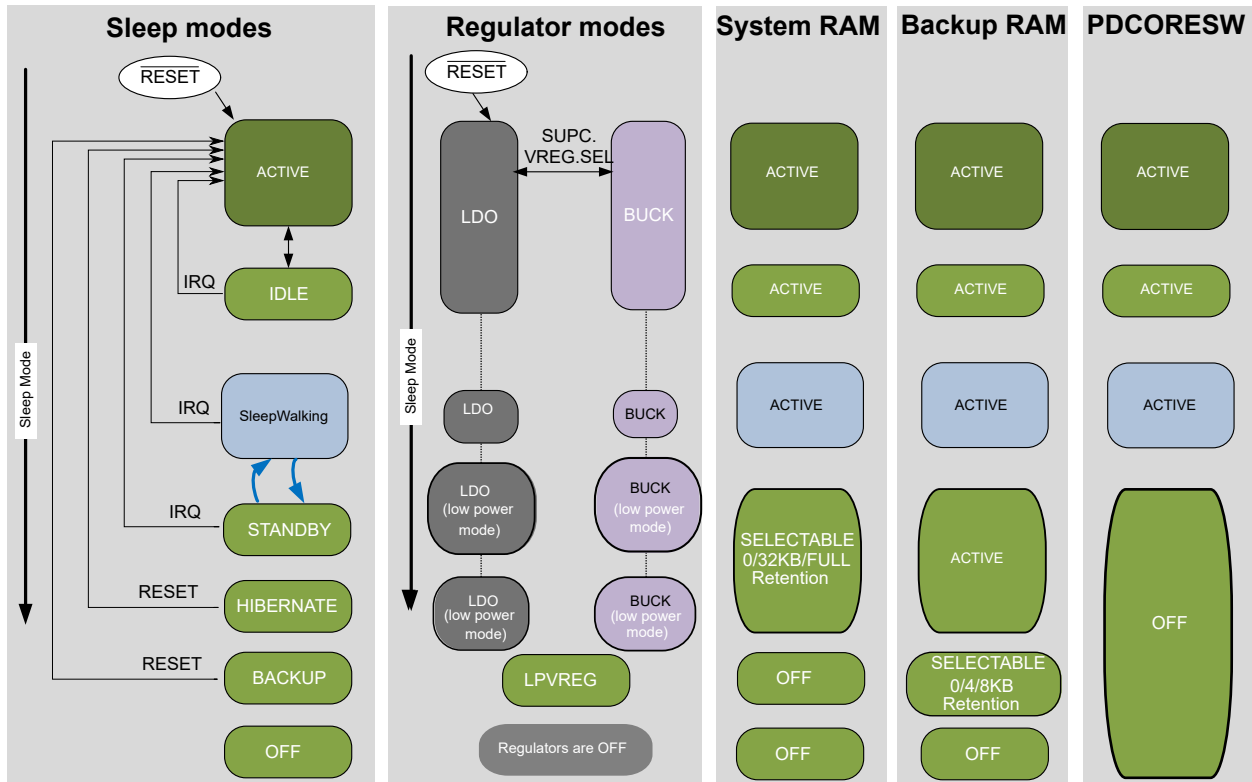 Sleep modes
RESET
ACTIVE
IRQ
IDLE
Sleep Mode
IRQ
SleepWalking
IRQ
STANDBY
RESET
HIBERNATE
RESET
BACKUP
OFF
Regulator modes
RESET
SUPC.
VREG.SEL
LDO
BUCK
Sleep Mode
LDO
BUCK
LDO
(low power
mode)
BUCK
(low power
mode)
LDO
(low power
mode)
BUCK
(low power
mode)
LPVREG
Regulators are OFF
System RAM
ACTIVE
ACTIVE
ACTIVE
SELECTABLE
0/32KB/FULL
Retention
OFF
OFF
Backup RAM
ACTIVE
ACTIVE
ACTIVE
ACTIVE
SELECTABLE
0/4/8KB
Retention
OFF
PDCORESW
ACTIVE
ACTIVE
ACTIVE
OFF